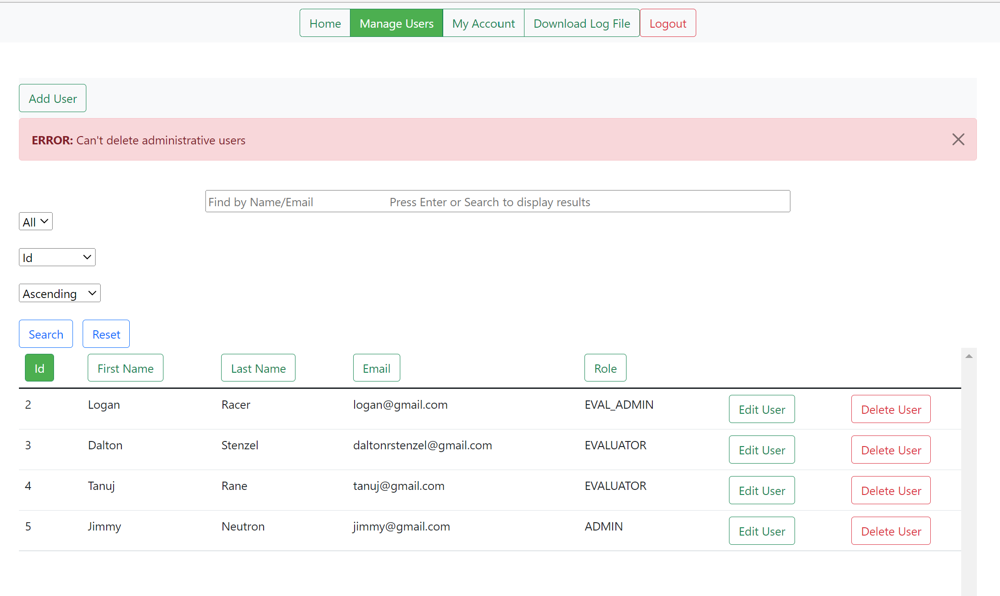 Home Manage Users My Account Download Log File Logout
Add User
ERROR: Can't delete administrative users
Find by Name/Email Press Enter or Search to display results
All
Id
Ascending
Search Reset
Id First Name Last Name Email Role
2 Logan Racer logan@gmail.com EVAL_ADMIN Edit User Delete User
3 Dalton Stenzel daltonrstenzel@gmail.com EVALUATOR Edit User Delete User
4 Tanuj Rane tanuj@gmail.com EVALUATOR Edit User Delete User
5 Jimmy Neutron jimmy@gmail.com ADMIN Edit User Delete User